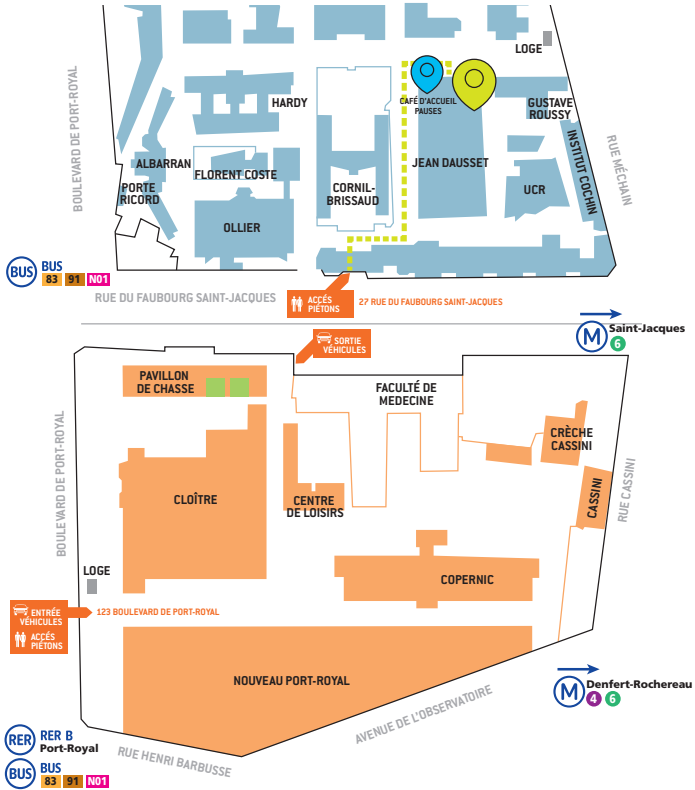 LOGE
BOULEVARD DE PORT-ROYAL
HARDY
CAFÉ D'ACCUEIL
PAUSES
GUSTAVE
ROUSSY
RUE MÉCHAIN
INSTITUT COCHIN
ALBARRAN
FLORENT COSTE
JEAN DAUSSET
PORTE
RICORD
CORNIL-
BRISSAUD
UCR
OLLIER
BUS
BUS
83 91 N01
RUE DU FAUBOURG SAINT-JACQUES
ACCÉS
PIÉTONS
27 RUE DU FAUBOURG SAINT-JACQUES
M
Saint-Jacques
6
SORTIE
VÉHICULES
PAVILLON
DE CHASSE
FACULTÉ DE
MEDECINE
BOULEVARD DE PORT-ROYAL
CRÈCHE
CASSINI
CASSINI
RUE CASSINI
CLOÎTRE
CENTRE
DE LOISIRS
LOGE
COPERNIC
ENTRÉE
VÉHICULES
ACCÉS
PIÉTONS
123 BOULEVARD DE PORT-ROYAL
NOUVEAU PORT-ROYAL
M
Denfert-Rochereau
4 6
AVENUE DE L'OBSERVATOIRE
RER
RER B
Port-Royal
RUE HENRI BARBUSSE
BUS
BUS
83 91 N01